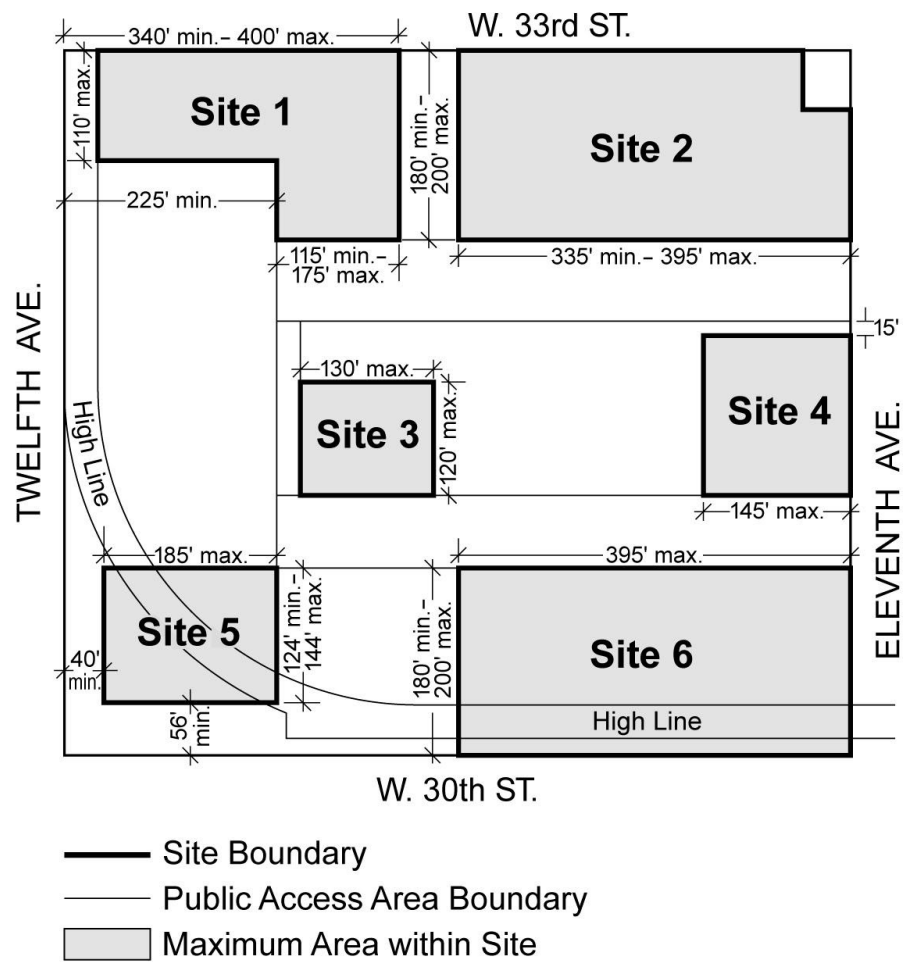 W. 33rd ST.
340' min.– 400' max.
110' max.
Site 1
180' min.–
200' max.
Site 2
225' min.
115' min.–
175' max.
335' min.– 395' max.
15'
TWELFTH AVE.
High Line
130' max.
Site 3
120' max.
Site 4
ELEVENTH AVE.
145' max.
185' max.
395' max.
Site 5
124' min.–
144' max.
40'
min.
56'
min.
180' min.–
200' max.
Site 6
High Line
W. 30th ST.
Site Boundary
Public Access Area Boundary
Maximum Area within Site